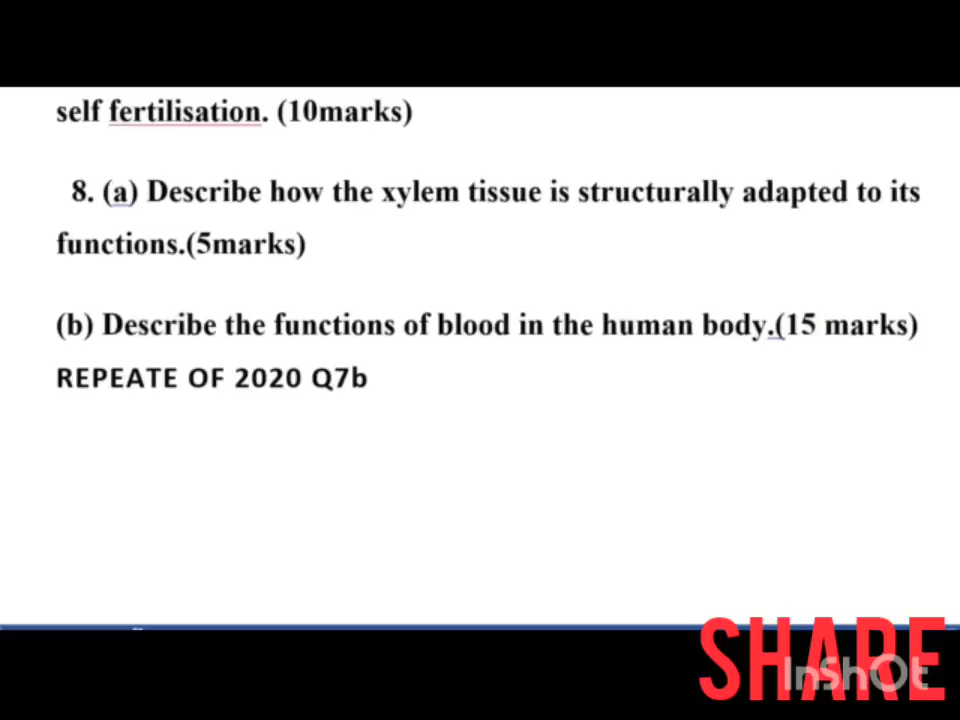 self fertilisation. (10marks)
8. (a) Describe how the xylem tissue is structurally adapted to its
functions.(5marks)
(b) Describe the functions of blood in the human body.(15 marks)
REPEATE OF 2020 Q7b
SHARE
InShOt